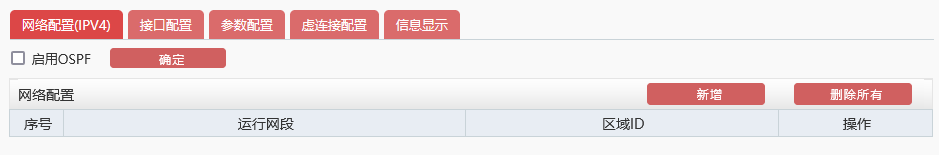 网络配置(IPV4) 接口配置 参数配置 虚连接配置 信息显示
启用OSPF 确定
网络配置 新增 删除所有
序号 运行网段 区域ID 操作